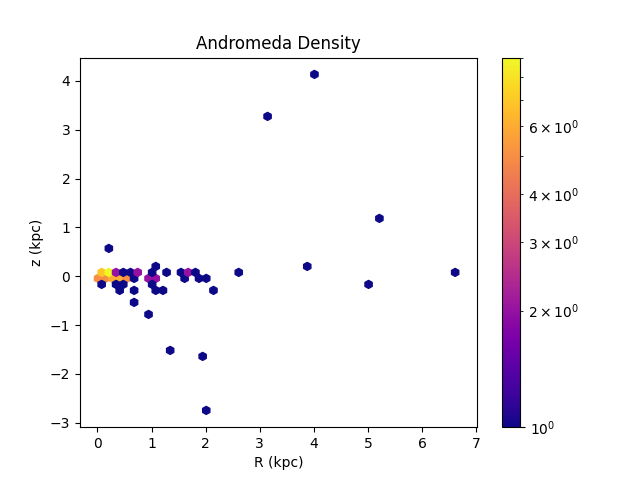 Andromeda Density
4
3
2
1
0
−1
−2
−3
z (kpc)
0 1 2 3 4 5 6 7
R (kpc)
6 × 10⁰
4 × 10⁰
3 × 10⁰
2 × 10⁰
10⁰